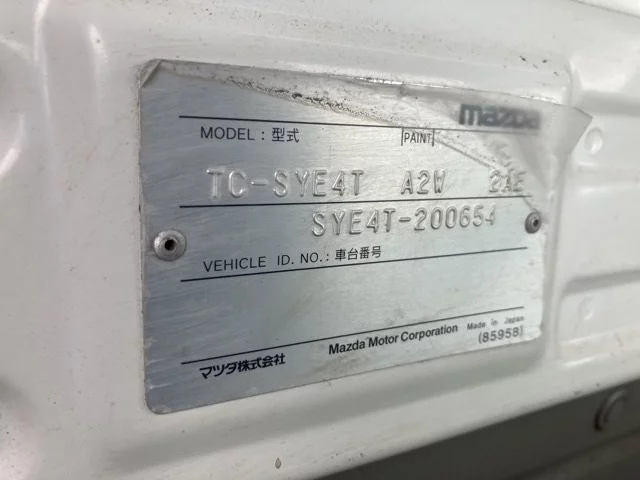 mazda
MODEL : 型式 PAINT
TC-SYE4T A2W 2AE
SYE4T-200654
VEHICLE ID. NO. : 車台番号
マツダ株式会社 Mazda Motor Corporation Made in Japan
(85958)